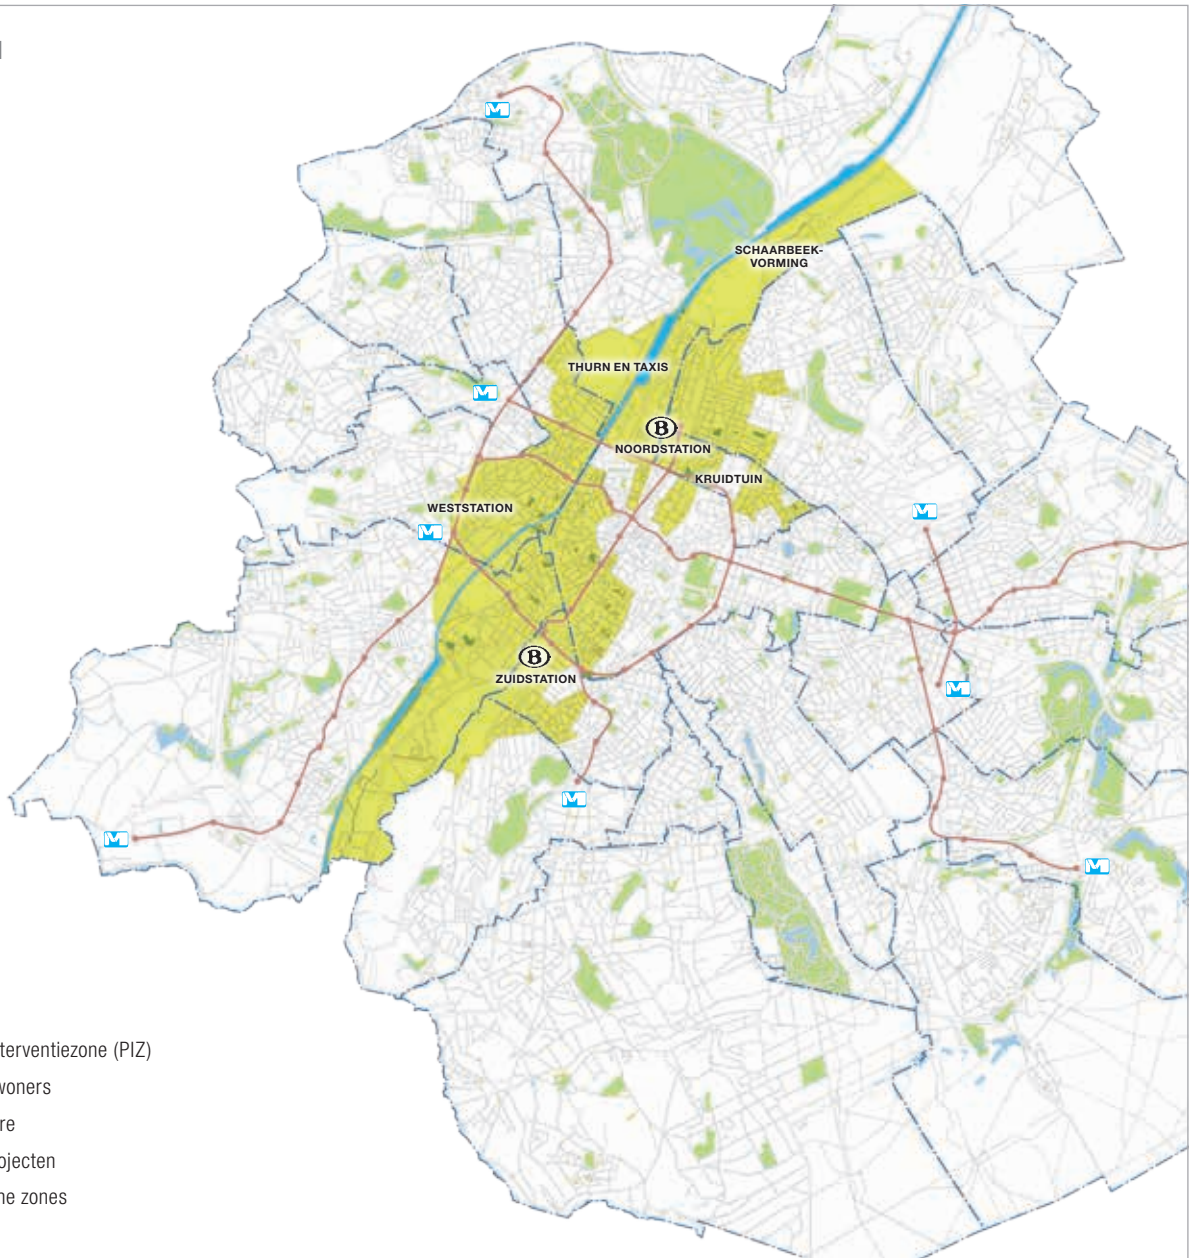 SCHAARBEEK-
VORMING
THURN EN TAXIS
B
NOORDSTATION
KRUIDTUIN
WESTSTATION
B
ZUIDSTATION
M
M
M
M
M
M
M
M
terventiezone (PIZ)
woners
re
ojecten
ne zones